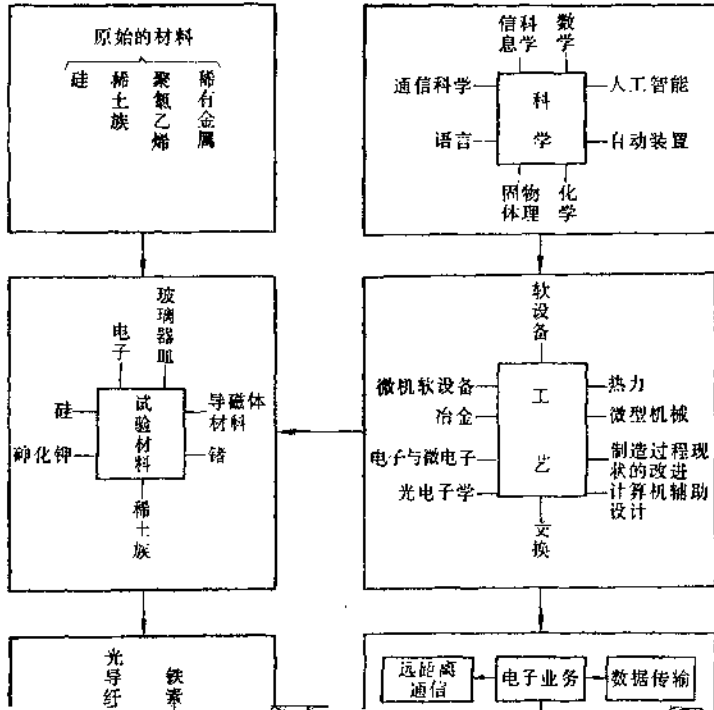 原始的材料
硅
稀土族
聚氯乙烯
稀有金属
信息科学
数学
通信科学
人工智能
科学
语言
自动装置
固体物理
化学
玻璃器皿
电子
硅
试验材料
导磁体
材料
砷化钾
锗
稀土族
软设备
微机软设备
热力
工艺
冶金
微型机械
电子与微电子
制造过程现
状的改进
光电子学
计算机辅助
设计
交换
光导纤
铁素
远距离
通信
电子业务
数据传输